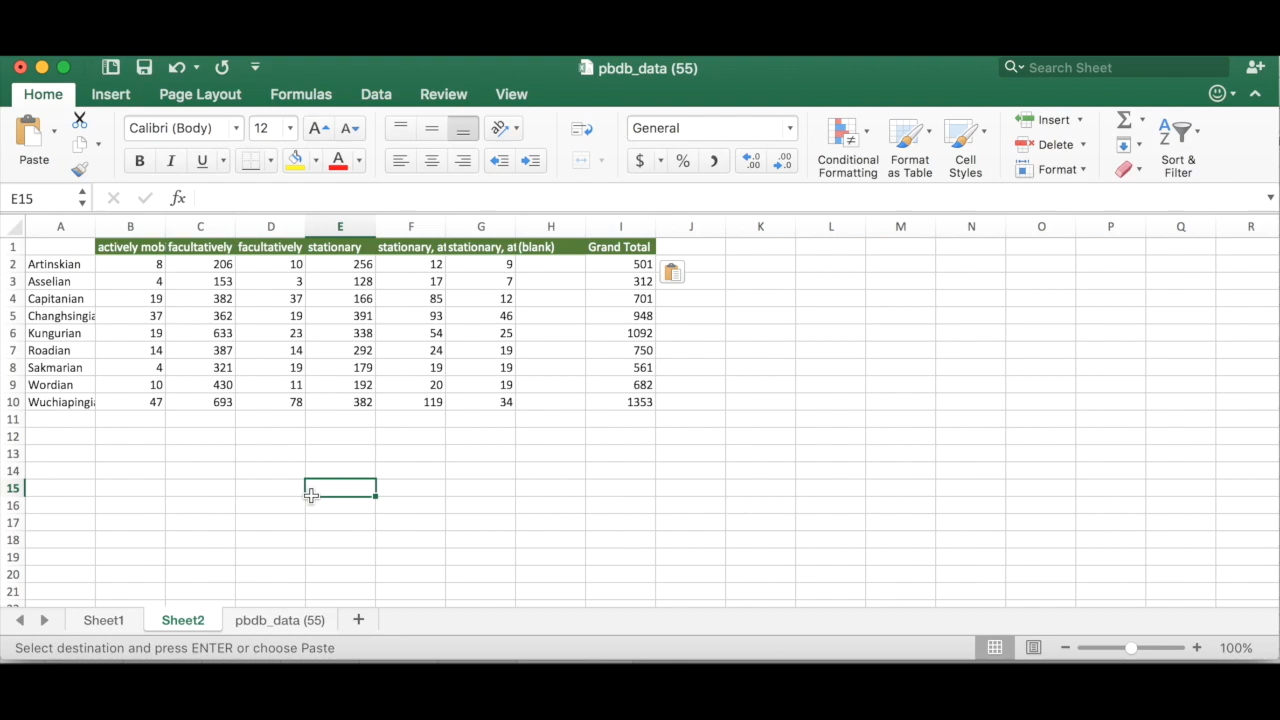 pbdb_data (55)
Search Sheet
Home Insert Page Layout Formulas Data Review View
Paste
Calibri (Body) 12 A A
General
Insert
Delete
Format
B I U A
$ % ,
Conditional Formatting
Format as Table
Cell Styles
Sort & Filter
E15 fx
A B C D E F G H I J K L M N O P Q R
1 actively mob facultatively facultatively stationary stationary, at stationary, at (blank) Grand Total
2 Artinskian 8 206 10 256 12 9 501
3 Asselian 4 153 3 128 17 7 312
4 Capitanian 19 382 37 166 85 12 701
5 Changhsingia 37 362 19 391 93 46 948
6 Kungurian 19 633 23 338 54 25 1092
7 Roadian 14 387 14 292 24 19 750
8 Sakmarian 4 321 19 179 19 19 561
9 Wordian 10 430 11 192 20 19 682
10 Wuchiapingia 47 693 78 382 119 34 1353
11
12
13
14
15
16
17
18
19
20
21
Sheet1 Sheet2 pbdb_data (55) +
Select destination and press ENTER or choose Paste
100%